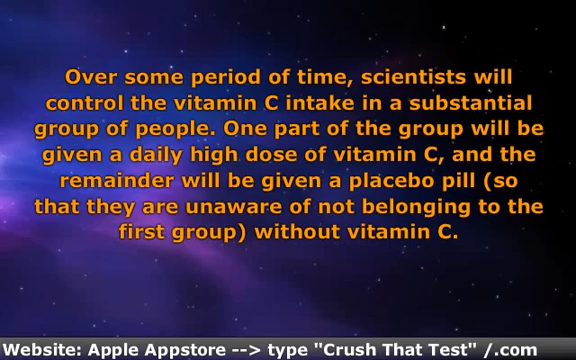 Over some period of time, scientists will
control the vitamin C intake in a substantial
group of people. One part of the group will be
given a daily high dose of vitamin C, and the
remainder will be given a placebo pill (so
that they are unaware of not belonging to the
first group) without vitamin C.
Website: Apple Appstore --> type "Crush That Test" /.com